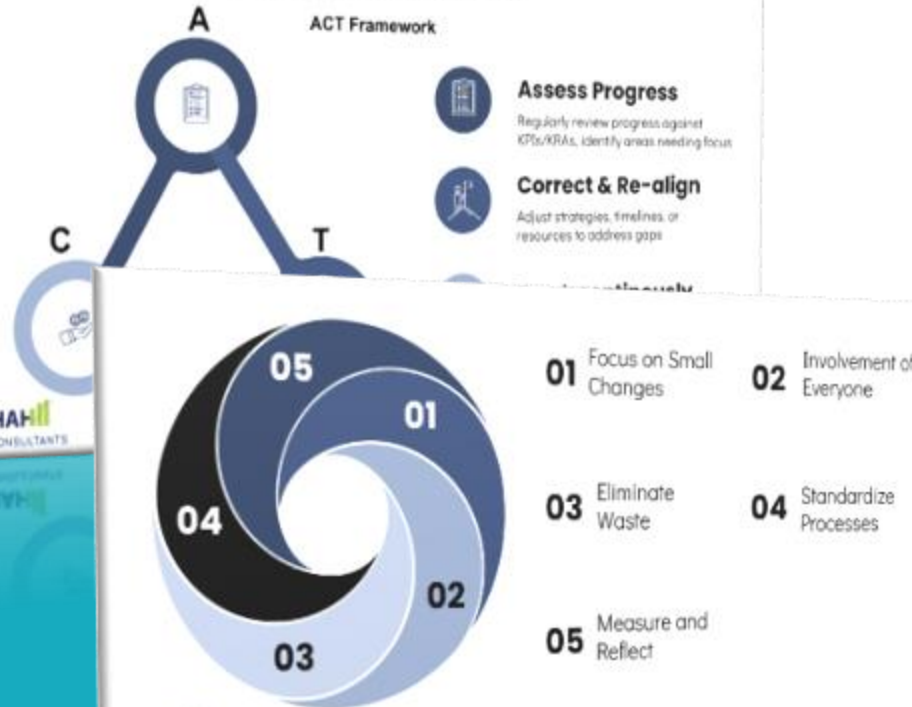 A
ACT Framework
Assess Progress
Regularly review progress against
KPIs/KRAs, identify areas needing focus
Correct & Re-align
Adjust strategies, timelines, or
resources to address gaps
C
T
05
01
04
02
03
01 Focus on Small
Changes
02 Involvement of
Everyone
03 Eliminate
Waste
04 Standardize
Processes
05 Measure and
Reflect